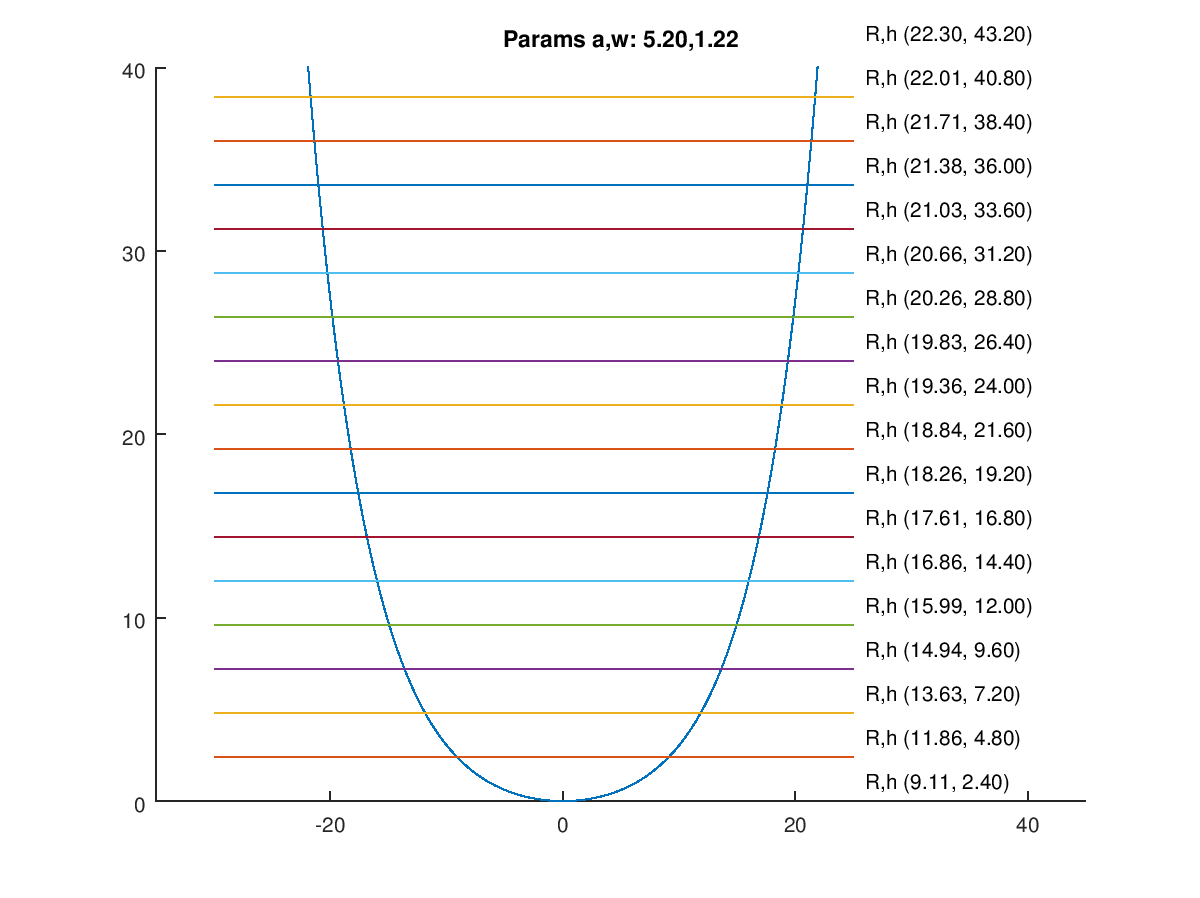 Params a,w: 5.20,1.22
R,h (22.30, 43.20)
R,h (22.01, 40.80)
R,h (21.71, 38.40)
R,h (21.38, 36.00)
R,h (21.03, 33.60)
R,h (20.66, 31.20)
R,h (20.26, 28.80)
R,h (19.83, 26.40)
R,h (19.36, 24.00)
R,h (18.84, 21.60)
R,h (18.26, 19.20)
R,h (17.61, 16.80)
R,h (16.86, 14.40)
R,h (15.99, 12.00)
R,h (14.94, 9.60)
R,h (13.63, 7.20)
R,h (11.86, 4.80)
R,h (9.11, 2.40)
40
30
20
10
0
-20 0 20 40